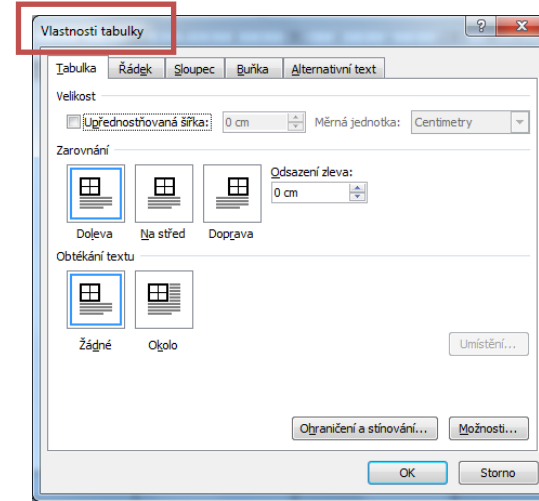 Vlastnosti tabulky
Tabulka Řádek Sloupec Buňka Alternativní text
Velikost
Upřednostňovaná šířka: 0 cm Měrná jednotka: Centimetry
Zarovnání
Odsazení zleva:
0 cm
Doleva Na střed Doprava
Obtékání textu
Žádné Okolo
Umístění...
Ohraničení a stínování... Možnosti...
OK Storno